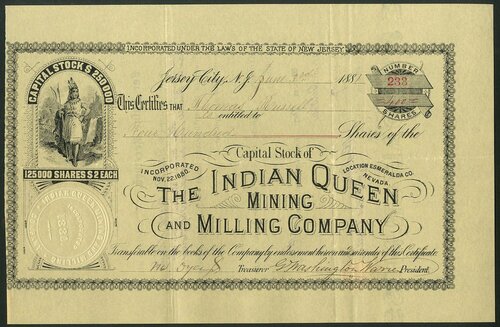 INCORPORATED UNDER THE LAWS OF THE STATE OF NEW JERSEY
CAPITAL STOCK $250000
125000 SHARES $2 EACH
Jersey City, N.J. June 1881
NUMBER
233
SHARES
This Certifies that
is entitled to
Four Hundred Shares of the
Capital Stock of
INCORPORATED
NOV. 22. 1880.
LOCATION ESMERALDA CO.
NEVADA.
THE INDIAN QUEEN
MINING
AND MILLING COMPANY
Transferable on the books of the Company by endorsement hereon and surrender of this Certificate.
Treasurer G. Washington President